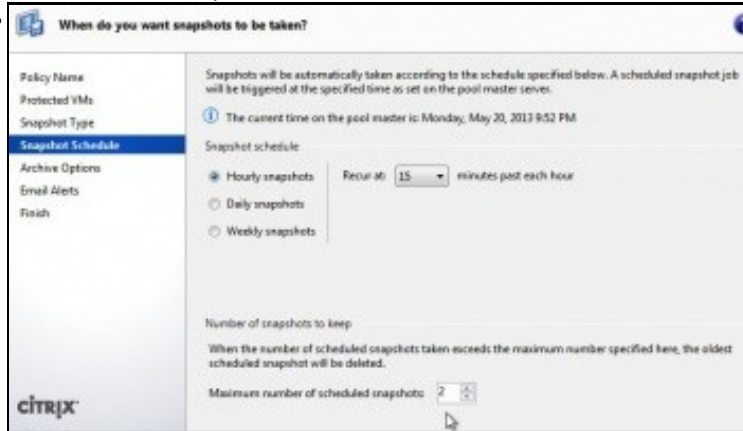 When do you want snapshots to be taken?
Policy Name
Protected VMs
Snapshot Type
Snapshot Schedule
Archive Options
Email Alerts
Finish
Snapshots will be automatically taken according to the schedule specified below. A scheduled snapshot job
will be triggered at the specified time as set on the pool master server.
The current time on the pool master is: Monday, May 20, 2013 9:52 PM
Snapshot schedule
Hourly snapshots
Recur at: 15 minutes past each hour
Daily snapshots
Weekly snapshots
Number of snapshots to keep
When the number of scheduled snapshots taken exceeds the maximum number specified here, the oldest
scheduled snapshot will be deleted.
Maximum number of scheduled snapshots: 2
CITRIX